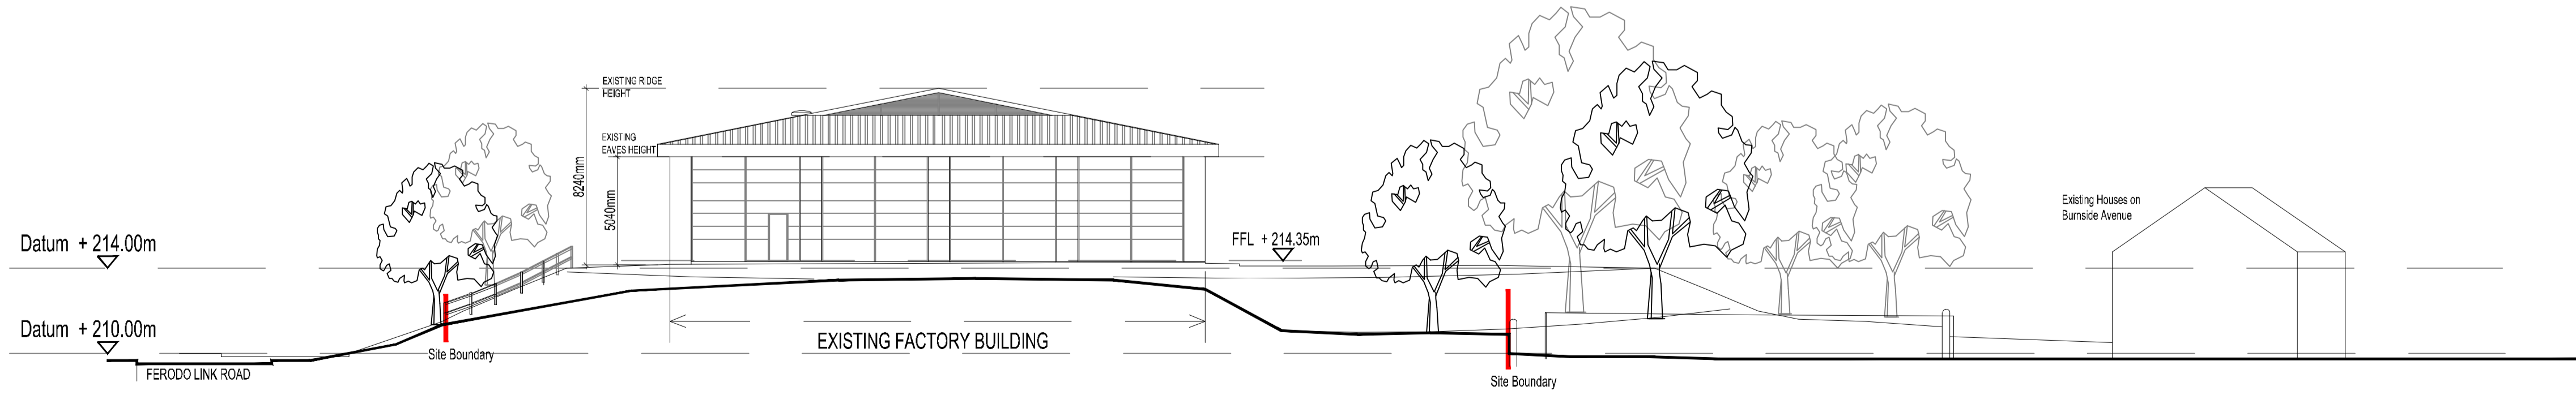 EXISTING RIDGE
HEIGHT
EXISTING
EAVES HEIGHT
8240mm
5040mm
Datum + 214.00m
Datum + 210.00m
FERODO LINK ROAD
Site Boundary
EXISTING FACTORY BUILDING
FFL + 214.35m
Site Boundary
Existing Houses on
Burnside Avenue